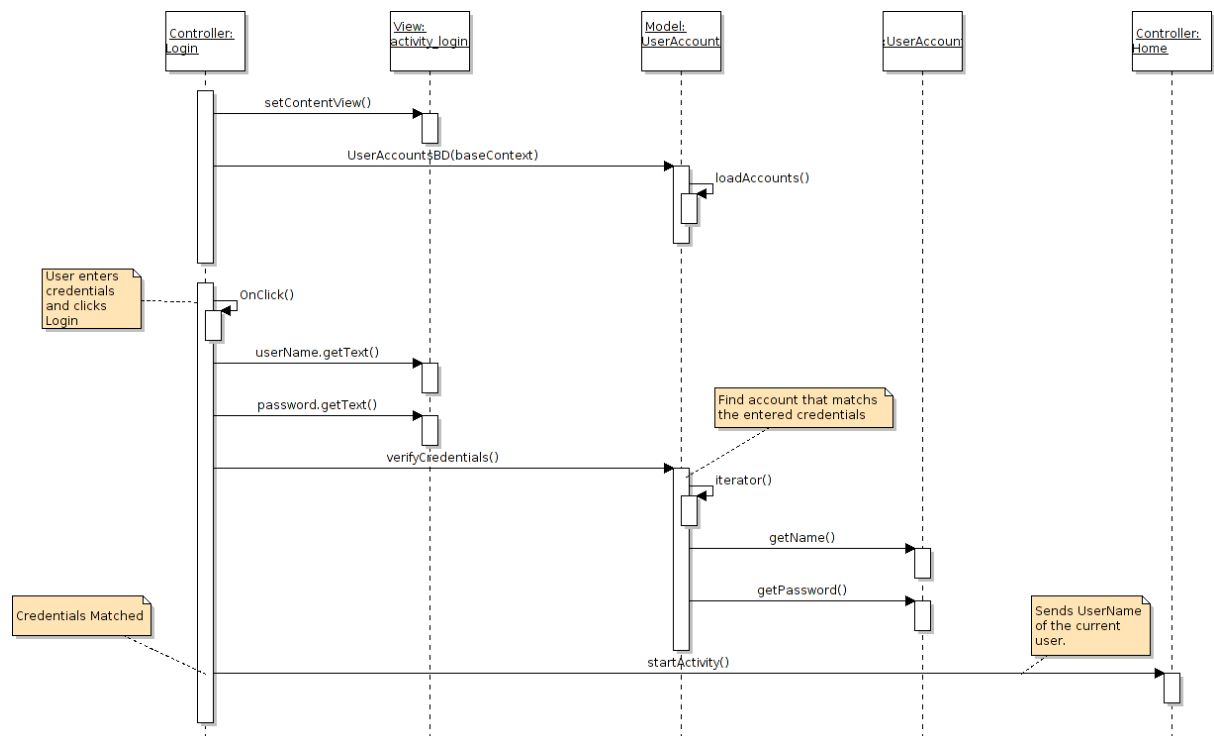 Controller:
Login
View:
activity_login
Model:
UserAccount
:UserAccount
Controller:
Home
setContentView()
UserAccountsBD(baseContext)
loadAccounts()
User enters
credentials
and clicks
Login
OnClick()
userName.getText()
password.getText()
Find account that matchs
the entered credentials
verifyCredentials()
iterator()
getName()
getPassword()
Credentials Matched
Sends UserName
of the current
user.
startActivity()